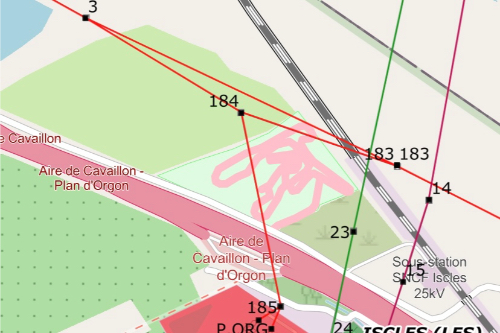 3
184
183 183
e Cavaillon
Aire de Cavaillon -
Plan d'Orgon
14
23
Aire de
Cavaillon - Plan
d'Orgon
Sous-station
SNCF Iscles
25kV
15
185
P ORG
24
ISCLES (LES)